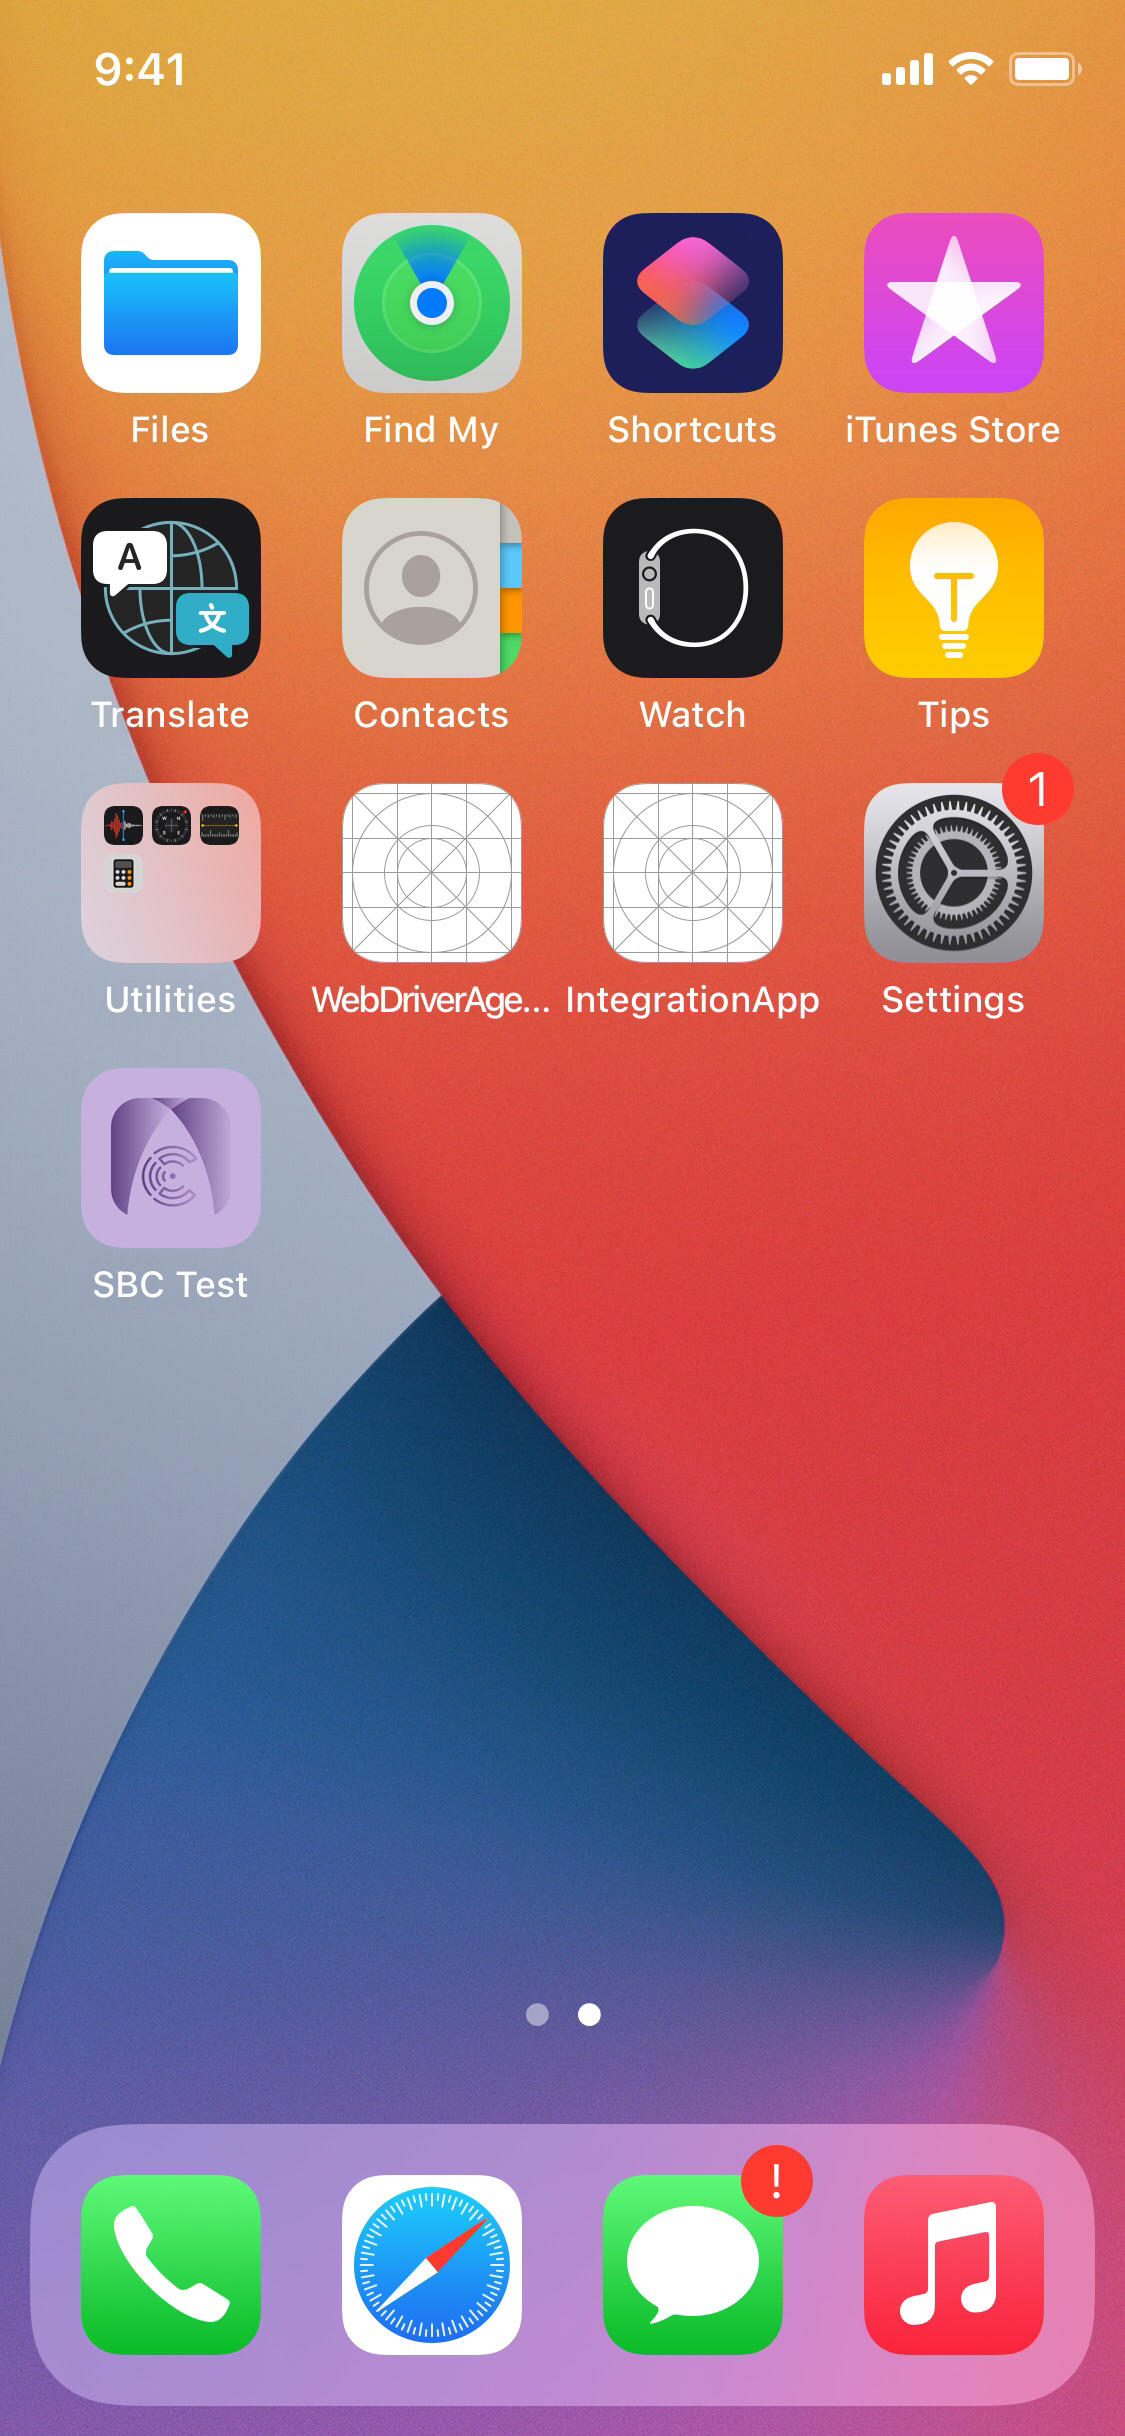 9:41
Files
Find My
Shortcuts
iTunes Store
A
文
Translate
Contacts
Watch
Tips
1
Utilities
WebDriverAge...
IntegrationApp
Settings
SBC Test
!